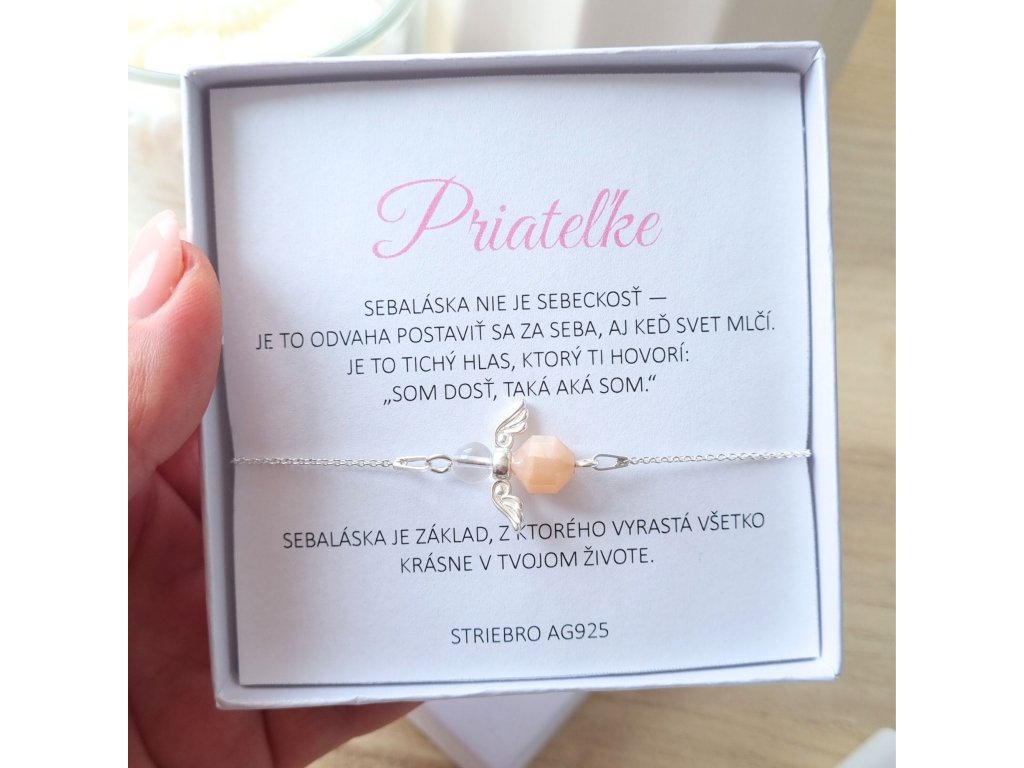 Priateľke
SEBALÁSKA NIE JE SEBECKOSŤ —
JE TO ODVAHA POSTAVIŤ SA ZA SEBA, AJ KEĎ SVET MLČÍ.
JE TO TICHÝ HLAS, KTORÝ TI HOVORÍ:
„SOM DOSŤ, TAKÁ AKÁ SOM.“
SEBALÁSKA JE ZÁKLAD, Z KTORÉHO VYRASTÁ VŠETKO
KRÁSNE V TVOJOM ŽIVOTE.
STRIEBRO AG925